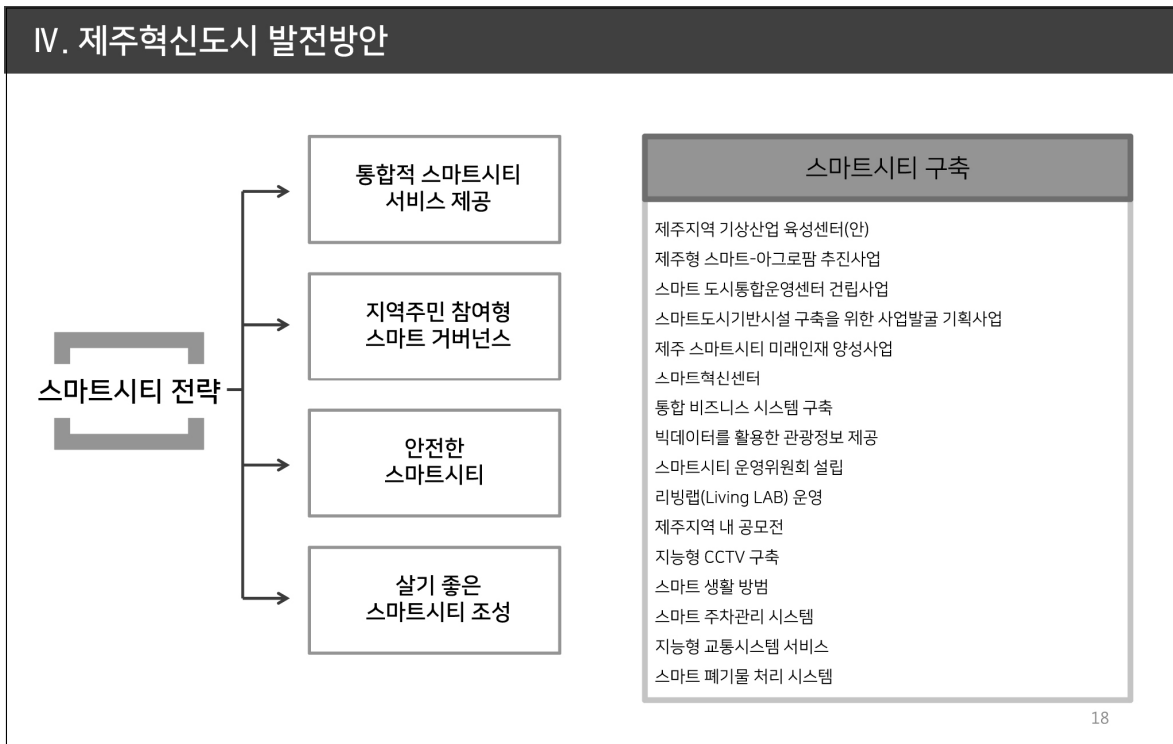 Ⅳ. 제주혁신도시 발전방안
스마트시티 전략
통합적 스마트시티
서비스 제공
지역주민 참여형
스마트 거버넌스
안전한
스마트시티
살기 좋은
스마트시티 조성
스마트시티 구축
제주지역 기상산업 육성센터(안)
제주형 스마트-아그로팜 추진사업
스마트 도시통합운영센터 건립사업
스마트도시기반시설 구축을 위한 사업발굴 기획사업
제주 스마트시티 미래인재 양성사업
스마트혁신센터
통합 비즈니스 시스템 구축
빅데이터를 활용한 관광정보 제공
스마트시티 운영위원회 설립
리빙랩(Living LAB) 운영
제주지역 내 공모전
지능형 CCTV 구축
스마트 생활 방범
스마트 주차관리 시스템
지능형 교통시스템 서비스
스마트 폐기물 처리 시스템
18